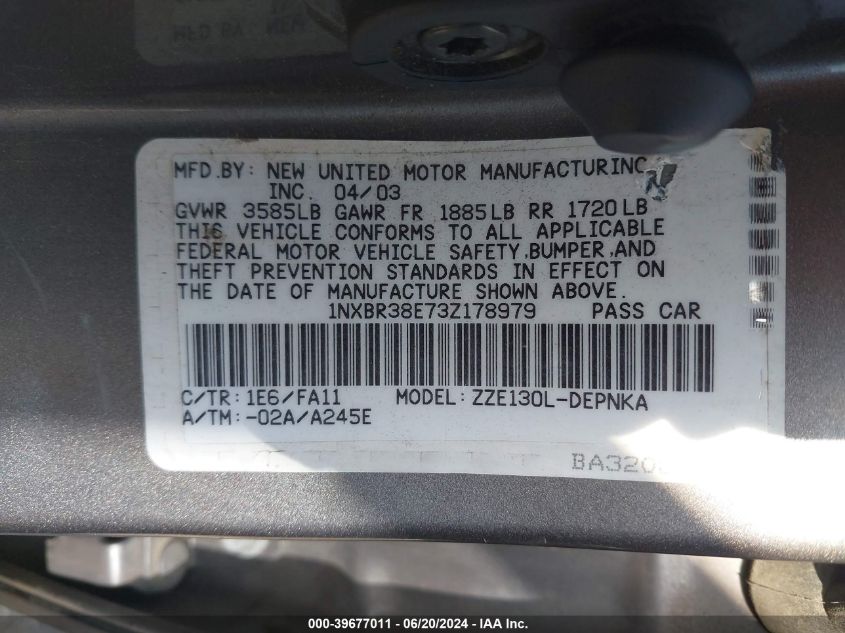 MFD.BY: NEW UNITED MOTOR MANUFACTURING
INC. 04/03
GVWR 3585LB GAWR FR 1885LB RR 1720LB
THIS VEHICLE CONFORMS TO ALL APPLICABLE
FEDERAL MOTOR VEHICLE SAFETY,BUMPER,AND
THEFT PREVENTION STANDARDS IN EFFECT ON
THE DATE OF MANUFACTURE SHOWN ABOVE.
1NXBR38E73Z178979 PASS CAR
C/TR:1E6/FA11 MODEL:ZZE130L-DEPNKA
A/TM:-02A/A245E
000-39677011 - 06/20/2024 - IAA Inc.